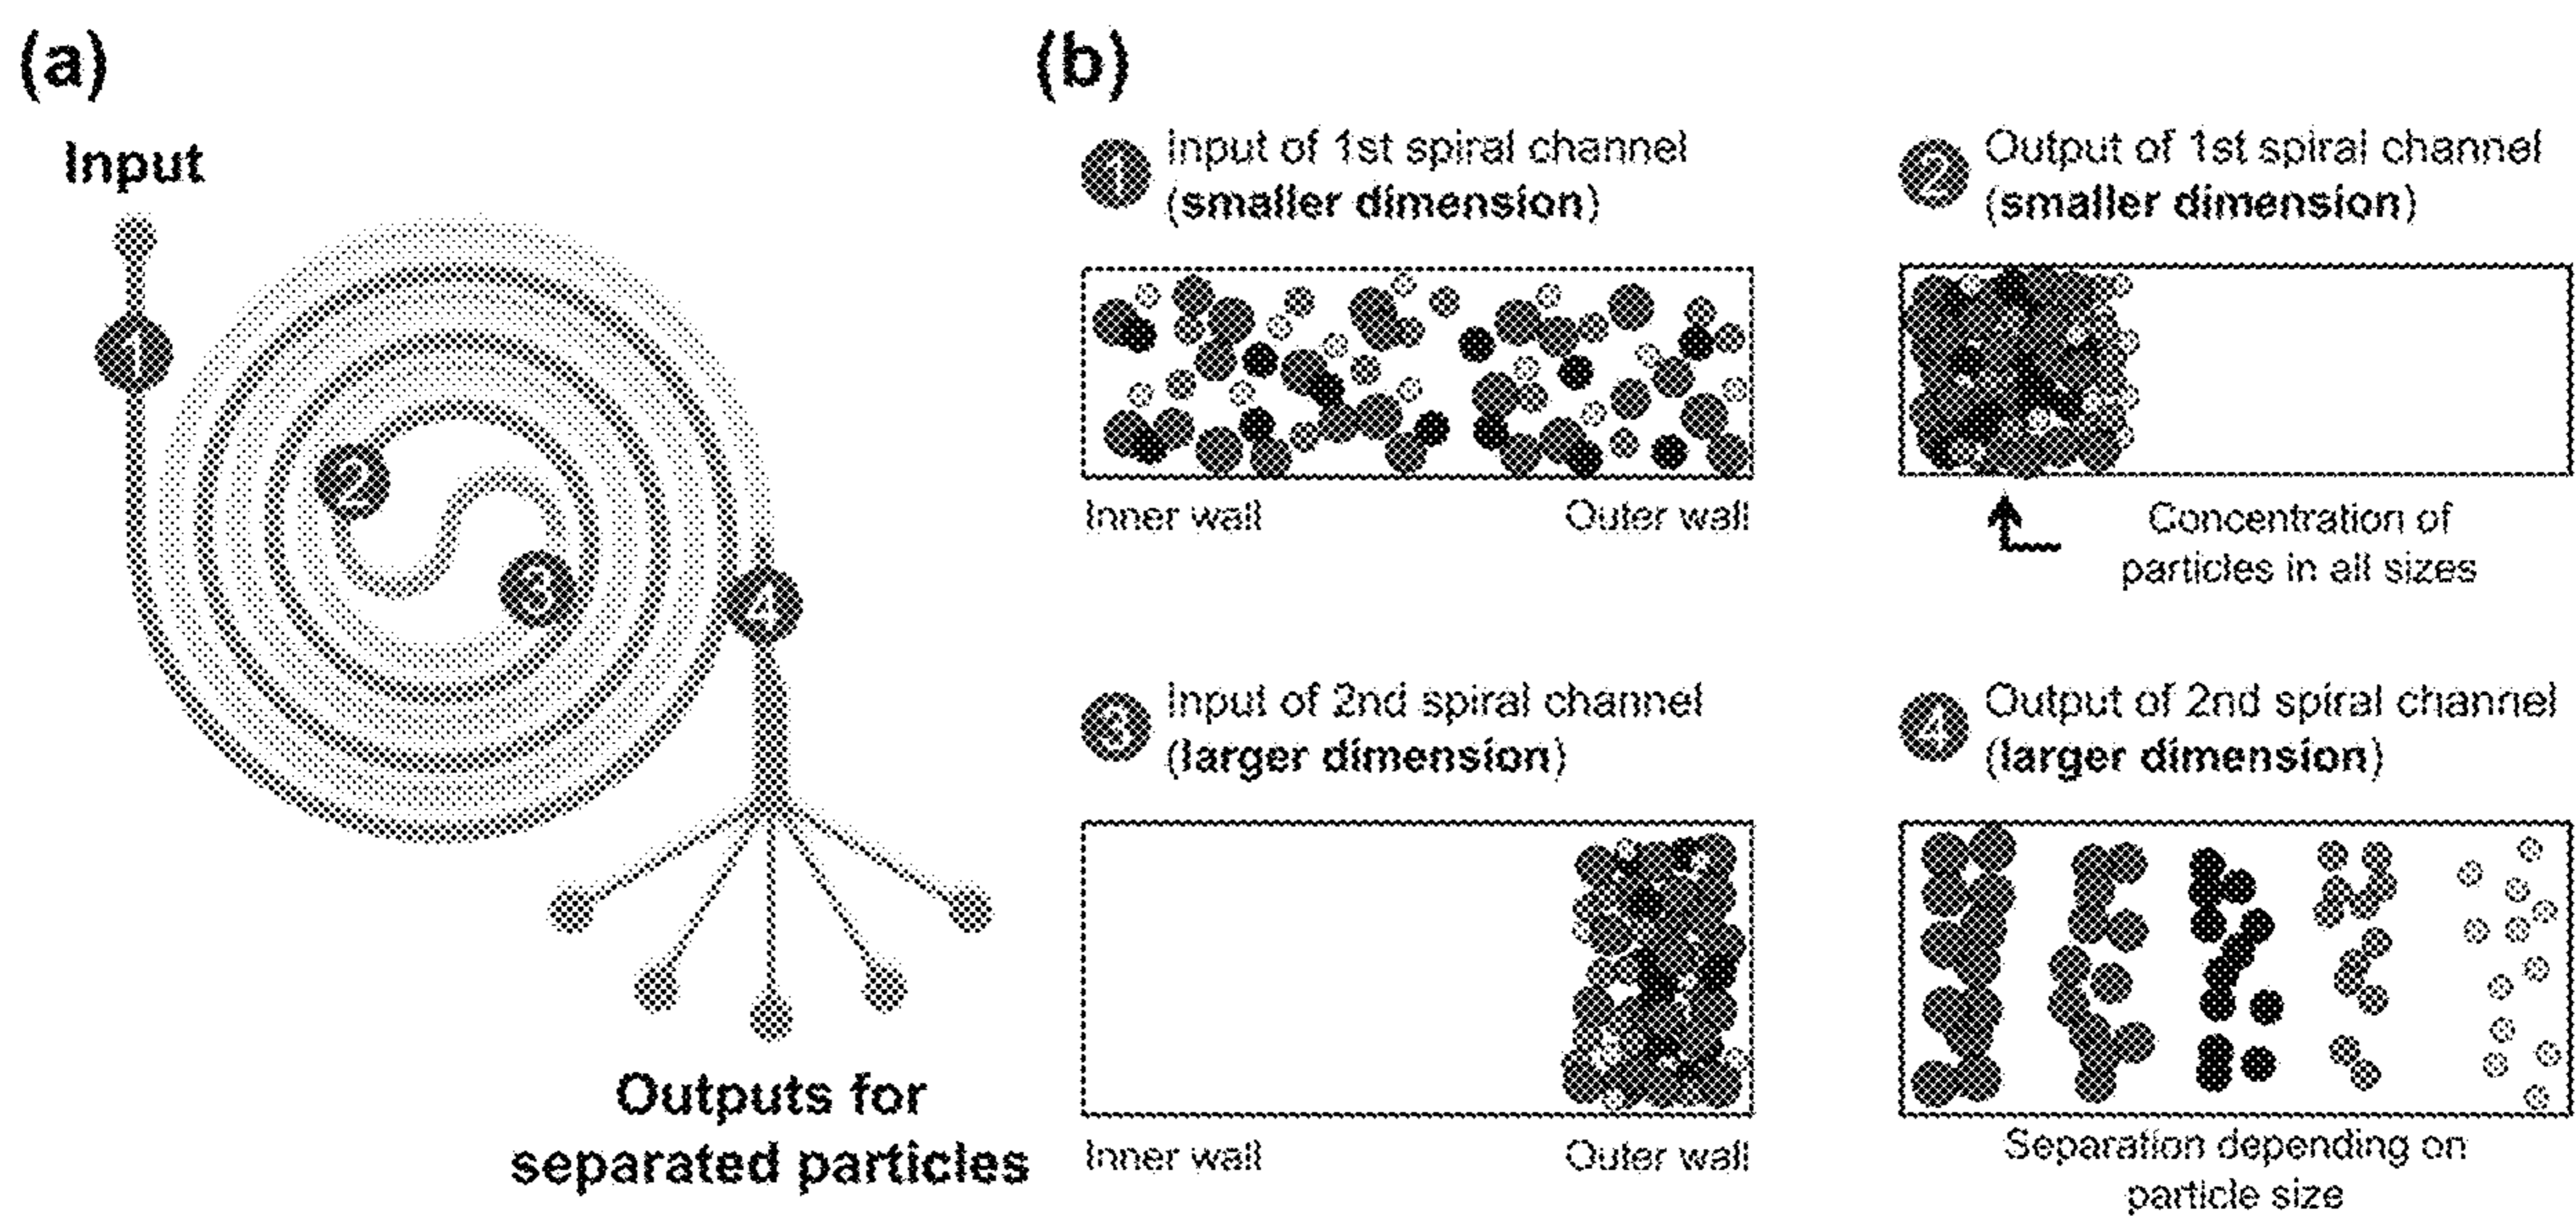 (a)
Input
1
2
3
4
Outputs for
separated particles
(b)
1 Input of 1st spiral channel
(smaller dimension)
Inner wall Outer wall
2 Output of 1st spiral channel
(smaller dimension)
Concentration of
particles in all sizes
3 Input of 2nd spiral channel
(larger dimension)
Inner wall Outer wall
4 Output of 2nd spiral channel
(larger dimension)
Separation depending on
particle size